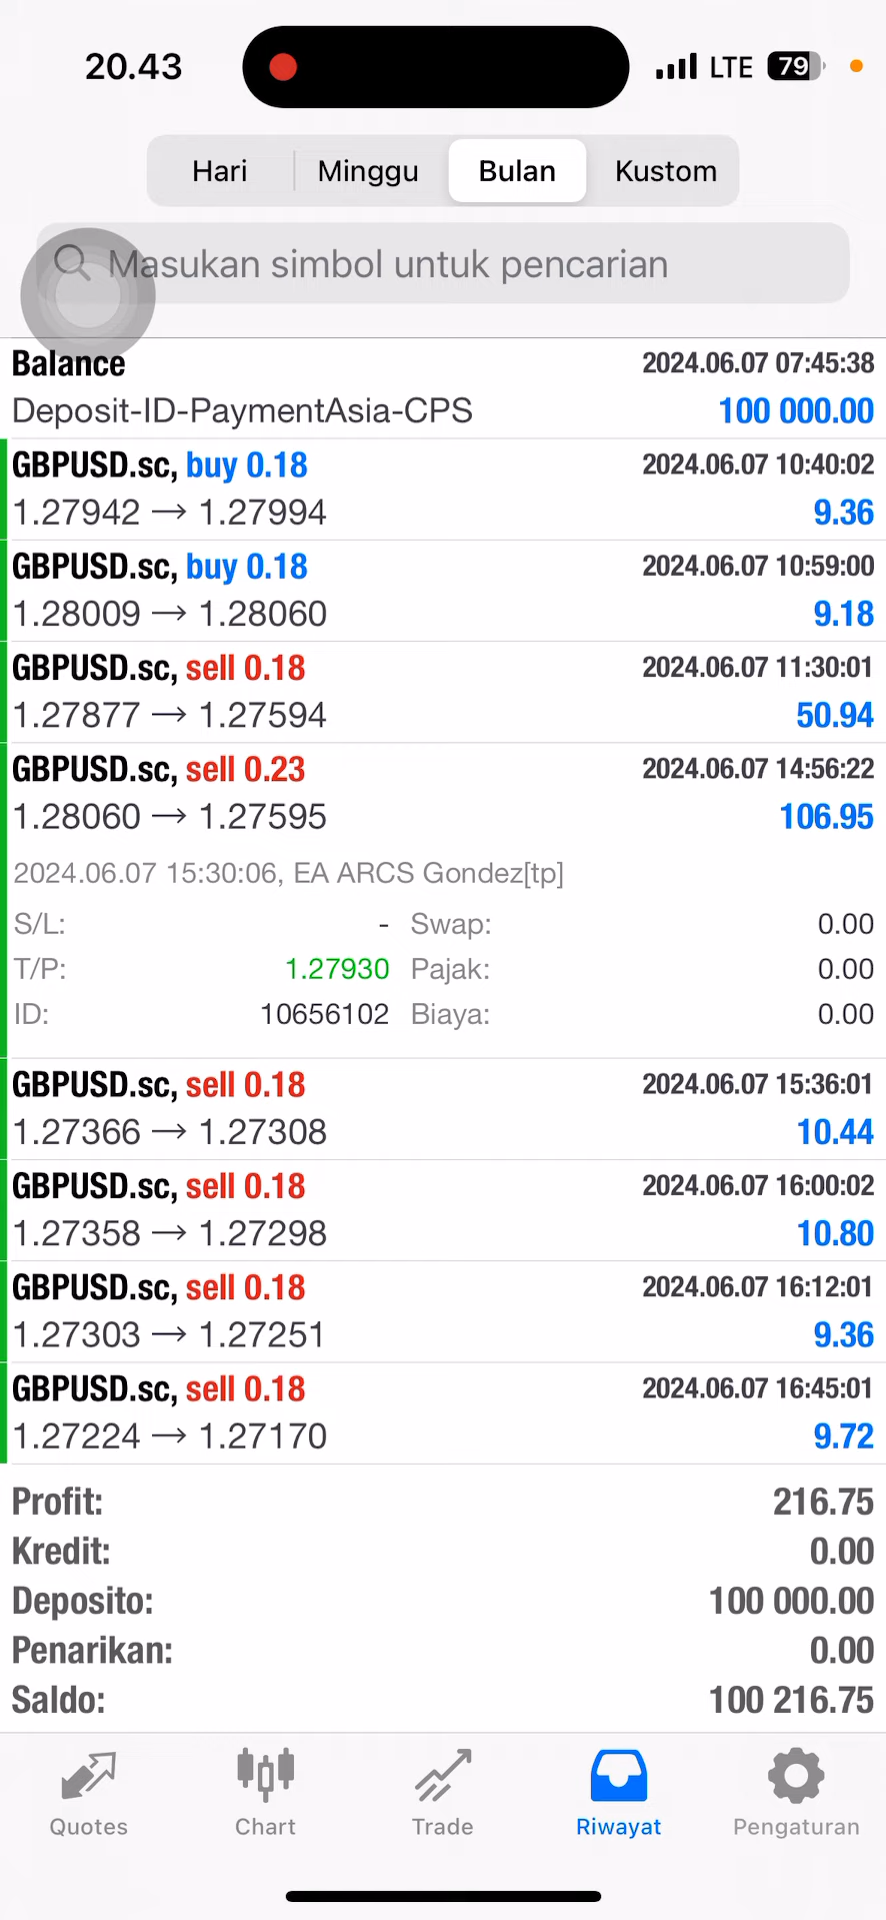 20.43
LTE 79
Hari Minggu Bulan Kustom
Masukan simbol untuk pencarian
Balance 2024.06.07 07:45:38
Deposit-ID-PaymentAsia-CPS 100 000.00
GBPUSD.sc, buy 0.18 2024.06.07 10:40:02
1.27942 → 1.27994 9.36
GBPUSD.sc, buy 0.18 2024.06.07 10:59:00
1.28009 → 1.28060 9.18
GBPUSD.sc, sell 0.18 2024.06.07 11:30:01
1.27877 → 1.27594 50.94
GBPUSD.sc, sell 0.23 2024.06.07 14:56:22
1.28060 → 1.27595 106.95
2024.06.07 15:30:06, EA ARCS Gondez[tp]
S/L: - Swap: 0.00
T/P: 1.27930 Pajak: 0.00
ID: 10656102 Biaya: 0.00
GBPUSD.sc, sell 0.18 2024.06.07 15:36:01
1.27366 → 1.27308 10.44
GBPUSD.sc, sell 0.18 2024.06.07 16:00:02
1.27358 → 1.27298 10.80
GBPUSD.sc, sell 0.18 2024.06.07 16:12:01
1.27303 → 1.27251 9.36
GBPUSD.sc, sell 0.18 2024.06.07 16:45:01
1.27224 → 1.27170 9.72
Profit: 216.75
Kredit: 0.00
Deposito: 100 000.00
Penarikan: 0.00
Saldo: 100 216.75
Quotes Chart Trade Riwayat Pengaturan